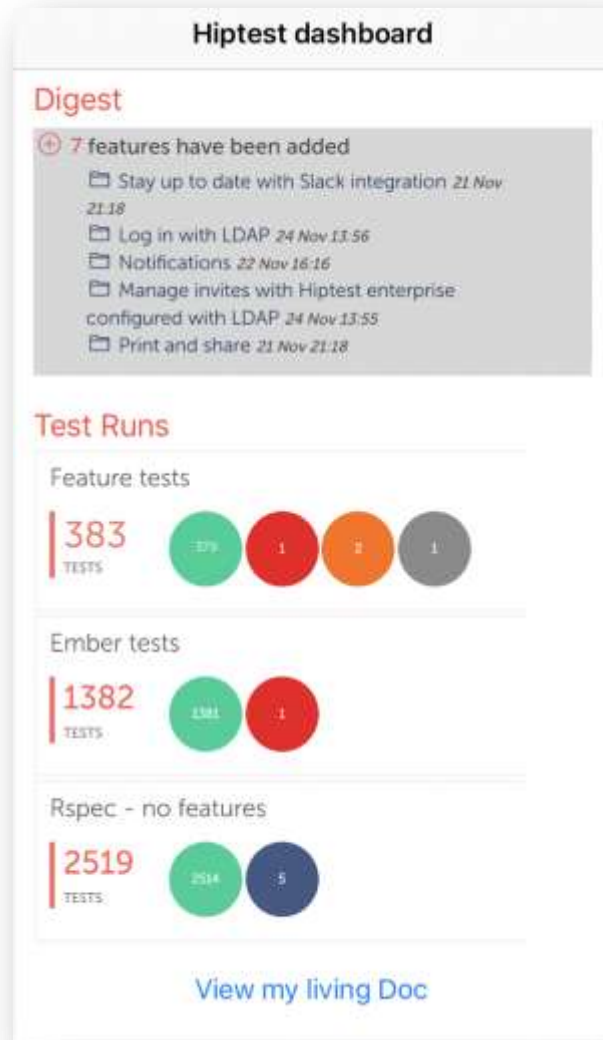 Hiptest dashboard
Digest
7 features have been added
Stay up to date with Slack integration 21 Nov
21:18
Log in with LDAP 24 Nov 13:56
Notifications 22 Nov 16:16
Manage invites with Hiptest enterprise
configured with LDAP 24 Nov 13:55
Print and share 21 Nov 21:18
Test Runs
Feature tests
383
TESTS
379
1
2
1
Ember tests
1382
TESTS
1381
1
Rspec - no features
2519
TESTS
2514
5
View my living Doc